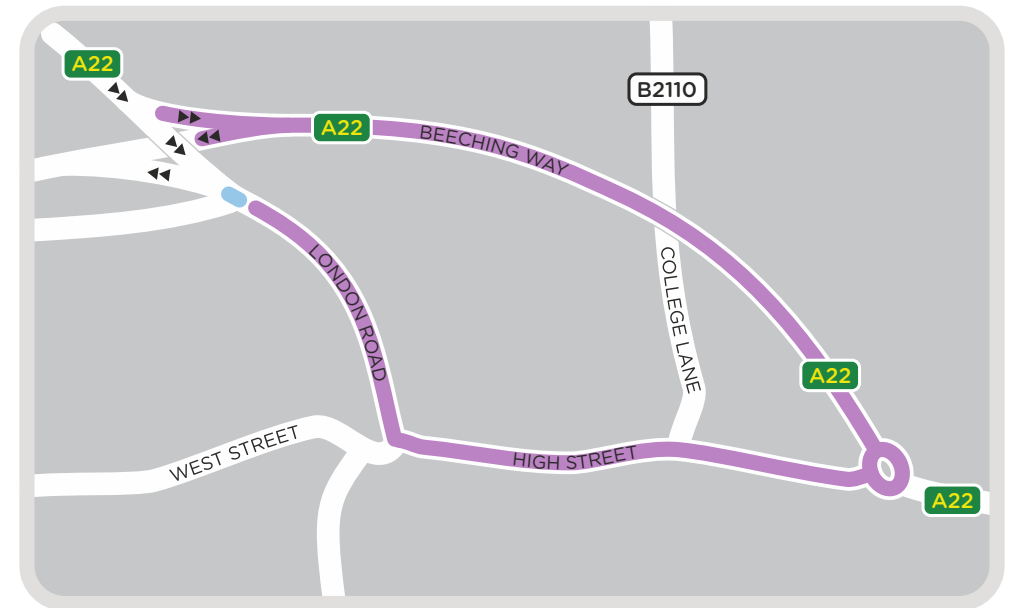 A22
B2110
A22
BEECHING WAY
LONDON ROAD
COLLEGE LANE
A22
WEST STREET
HIGH STREET
A22